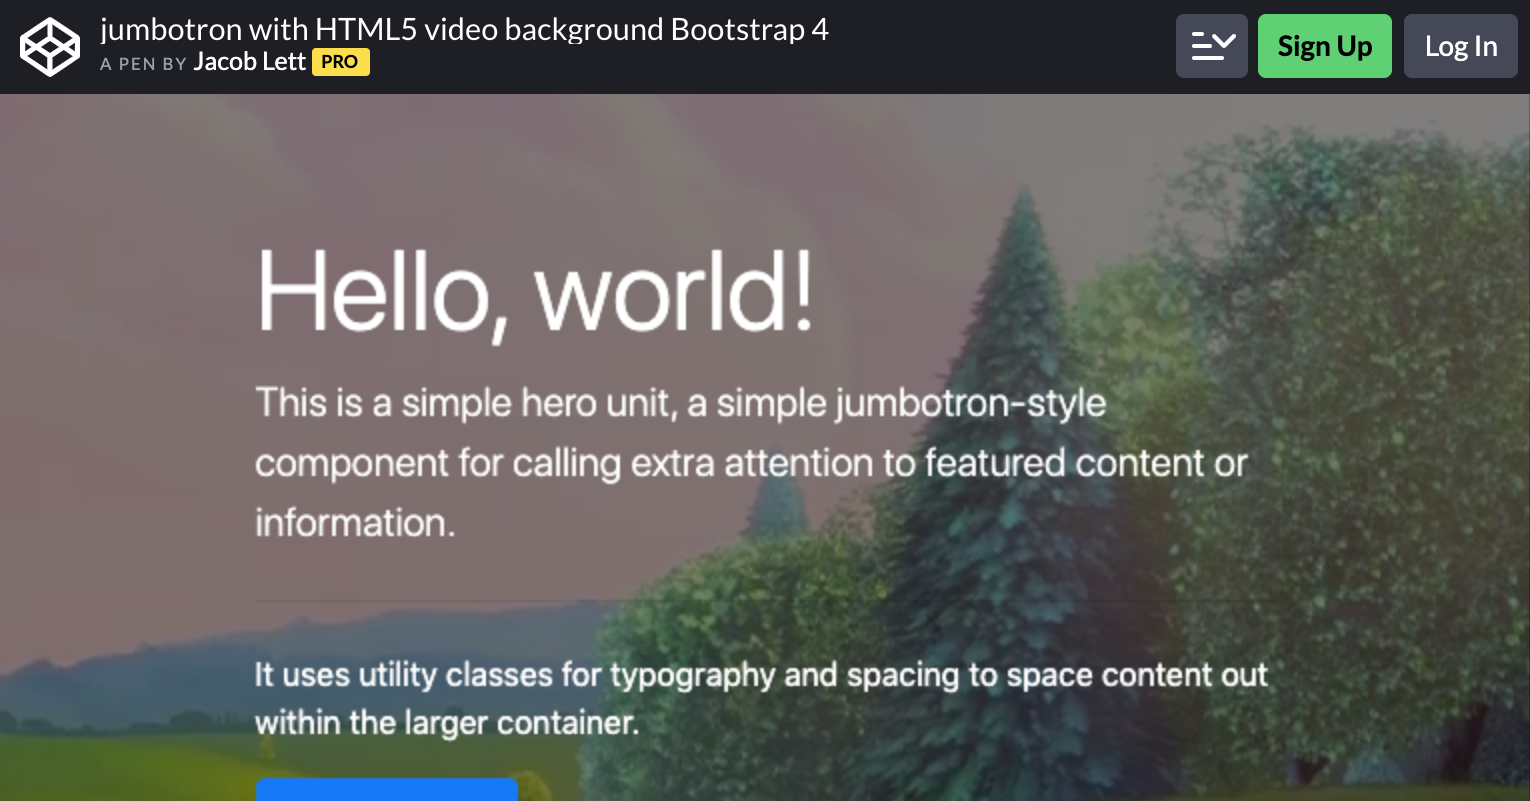 jumbotron with HTML5 video background Bootstrap 4
A PEN BY Jacob Lett PRO
Sign Up
Log In
Hello, world!
This is a simple hero unit, a simple jumbotron-style
component for calling extra attention to featured content or
information.
It uses utility classes for typography and spacing to space content out
within the larger container.